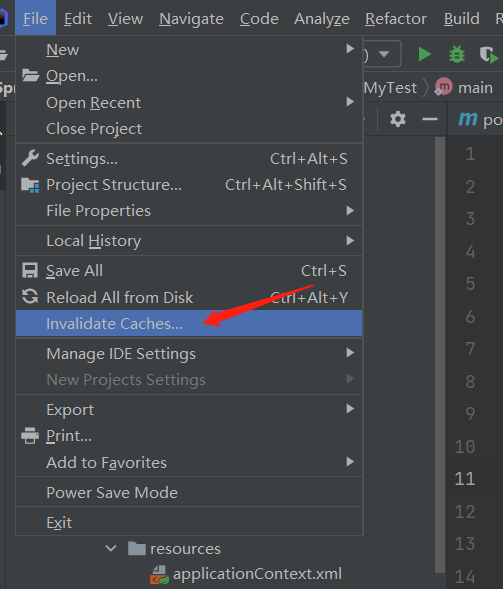 File Edit View Navigate Code Analyze Refactor Build
New
Open...
Open Recent
Close Project
Settings... Ctrl+Alt+S
Project Structure... Ctrl+Alt+Shift+S
File Properties
Local History
Save All Ctrl+S
Reload All from Disk Ctrl+Alt+Y
Invalidate Caches...
Manage IDE Settings
New Projects Settings
Export
Print...
Add to Favorites
Power Save Mode
Exit
resources
applicationContext.xml
Spr
)
MyTest main
m po
1
2
3
4
5
6
7
8
9
10
11
12
13
14